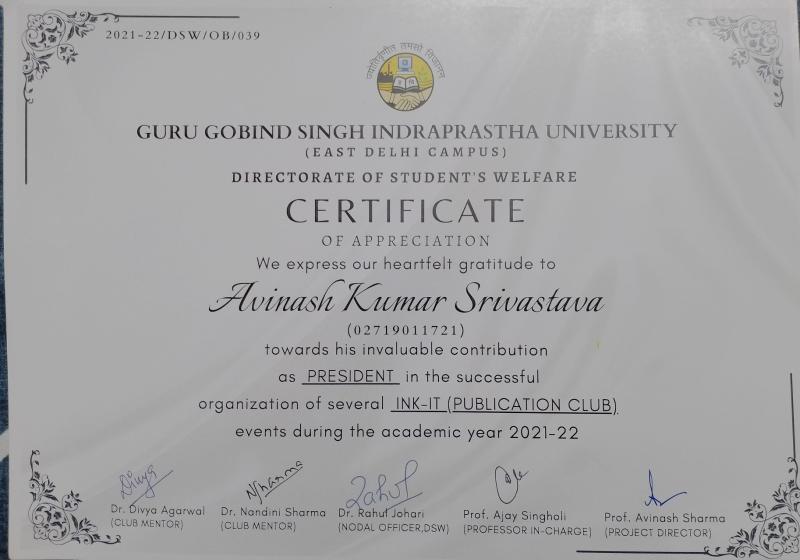 2021-22/DSW/OB/039
GURU GOBIND SINGH INDRAPRASTHA UNIVERSITY
(EAST DELHI CAMPUS)
DIRECTORATE OF STUDENT'S WELFARE
CERTIFICATE
OF APPRECIATION
We express our heartfelt gratitude to
Avinash Kumar Srivastava
(02719011721)
towards his invaluable contribution
as PRESIDENT in the successful
organization of several INK-IT (PUBLICATION CLUB)
events during the academic year 2021-22
Divya NSharma Rahul
Dr. Divya Agarwal Dr. Nandini Sharma Dr. Rahul Johari Prof. Ajay Singholi Prof. Avinash Sharma
(CLUB MENTOR) (CLUB MENTOR) (NODAL OFFICER,DSW) (PROFESSOR IN-CHARGE) (PROJECT DIRECTOR)